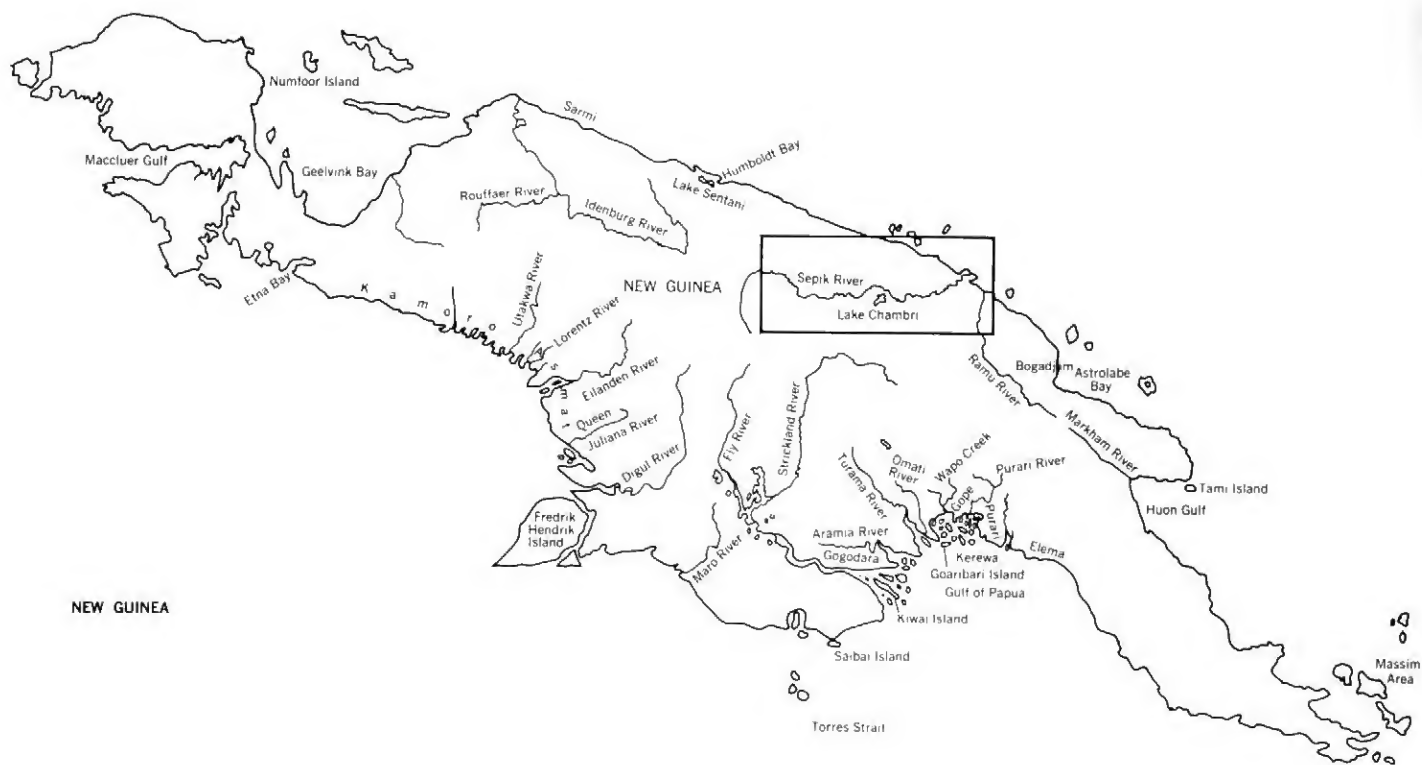 Numfoor Island
Sarmi
Maccluer Gulf
Geelvink Bay
Humboldt Bay
Lake Sentani
Rouffaer River
Idenburg River
Etna Bay
Kamoro
Utakwa River
NEW GUINEA
Sepik River
Lake Chambri
Lorentz River
Asmat
Eilanden River
Queen
Juliana River
Digul River
Fly River
Strickland River
Ramu River
Bogadjim
Astrolabe
Bay
Markham River
Tami Island
Huon Gulf
Turama River
Omati
River
Wapo Creek
Gope
Purari River
Purari
Fredrik
Hendrik
Island
Maro River
Aramia River
Gogodara
Kerewa
Elema
Goaribari Island
Gulf of Papua
Kiwai Island
NEW GUINEA
Saibai Island
Massim
Area
Torres Strait